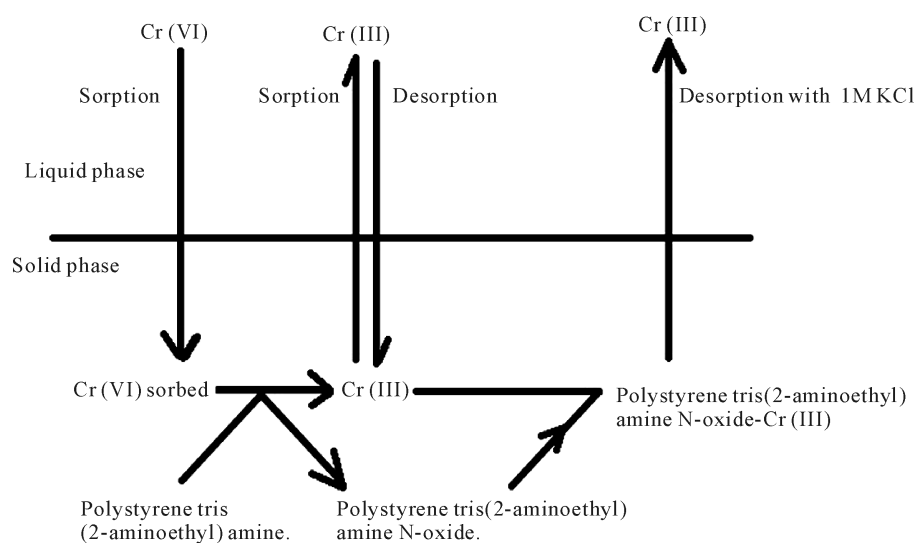 Cr (VI)
Cr (III)
Cr (III)
Sorption
Sorption
Desorption
Desorption with 1M KCl
Liquid phase
Solid phase
Cr (VI) sorbed
Cr (III)
Polystyrene tris(2-aminoethyl)
amine N-oxide-Cr (III)
Polystyrene tris
(2-aminoethyl) amine.
Polystyrene tris(2-aminoethyl)
amine N-oxide.